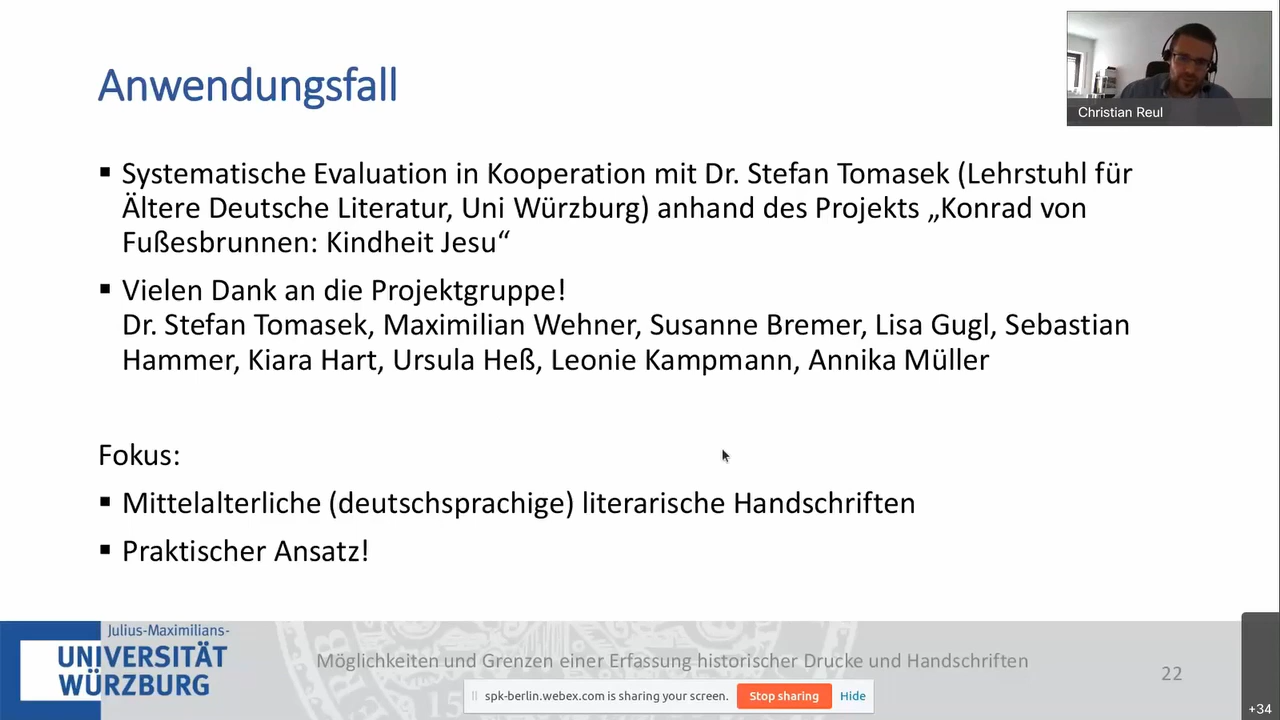 Anwendungsfall
Christian Reul
▪ Systematische Evaluation in Kooperation mit Dr. Stefan Tomasek (Lehrstuhl für
Ältere Deutsche Literatur, Uni Würzburg) anhand des Projekts „Konrad von
Fußesbrunnen: Kindheit Jesu“
▪ Vielen Dank an die Projektgruppe!
Dr. Stefan Tomasek, Maximilian Wehner, Susanne Bremer, Lisa Gugl, Sebastian
Hammer, Kiara Hart, Ursula Heß, Leonie Kampmann, Annika Müller
Fokus:
▪ Mittelalterliche (deutschsprachige) literarische Handschriften
▪ Praktischer Ansatz!
Julius-Maximilians-
UNIVERSITÄT
WÜRZBURG
Möglichkeiten und Grenzen einer Erfassung historischer Drucke und Handschriften
22
spk-berlin.webex.com is sharing your screen. Stop sharing Hide
+34